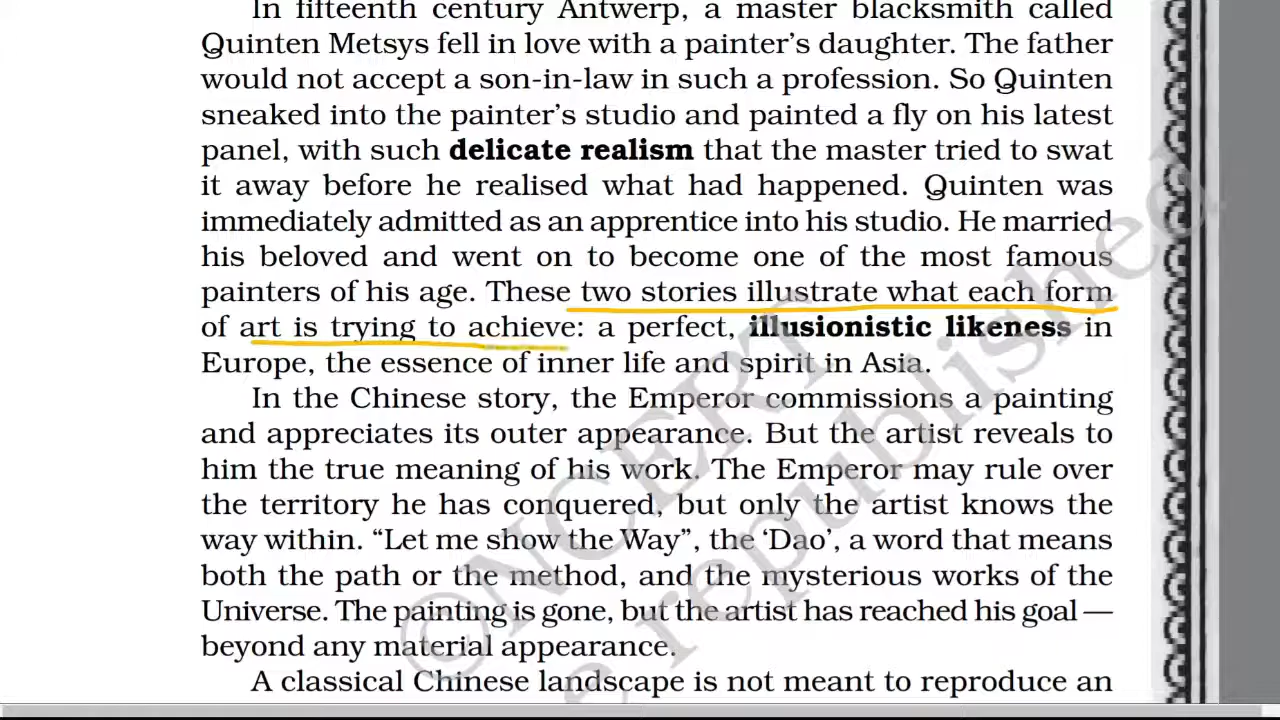 In fifteenth century Antwerp, a master blacksmith called
Quinten Metsys fell in love with a painter's daughter. The father
would not accept a son-in-law in such a profession. So Quinten
sneaked into the painter's studio and painted a fly on his latest
panel, with such delicate realism that the master tried to swat
it away before he realised what had happened. Quinten was
immediately admitted as an apprentice into his studio. He married
his beloved and went on to become one of the most famous
painters of his age. These two stories illustrate what each form
of art is trying to achieve: a perfect, illusionistic likeness in
Europe, the essence of inner life and spirit in Asia.
In the Chinese story, the Emperor commissions a painting
and appreciates its outer appearance. But the artist reveals to
him the true meaning of his work. The Emperor may rule over
the territory he has conquered, but only the artist knows the
way within. “Let me show the Way”, the ‘Dao’, a word that means
both the path or the method, and the mysterious works of the
Universe. The painting is gone, but the artist has reached his goal —
beyond any material appearance.
A classical Chinese landscape is not meant to reproduce an
©NCERT
republished